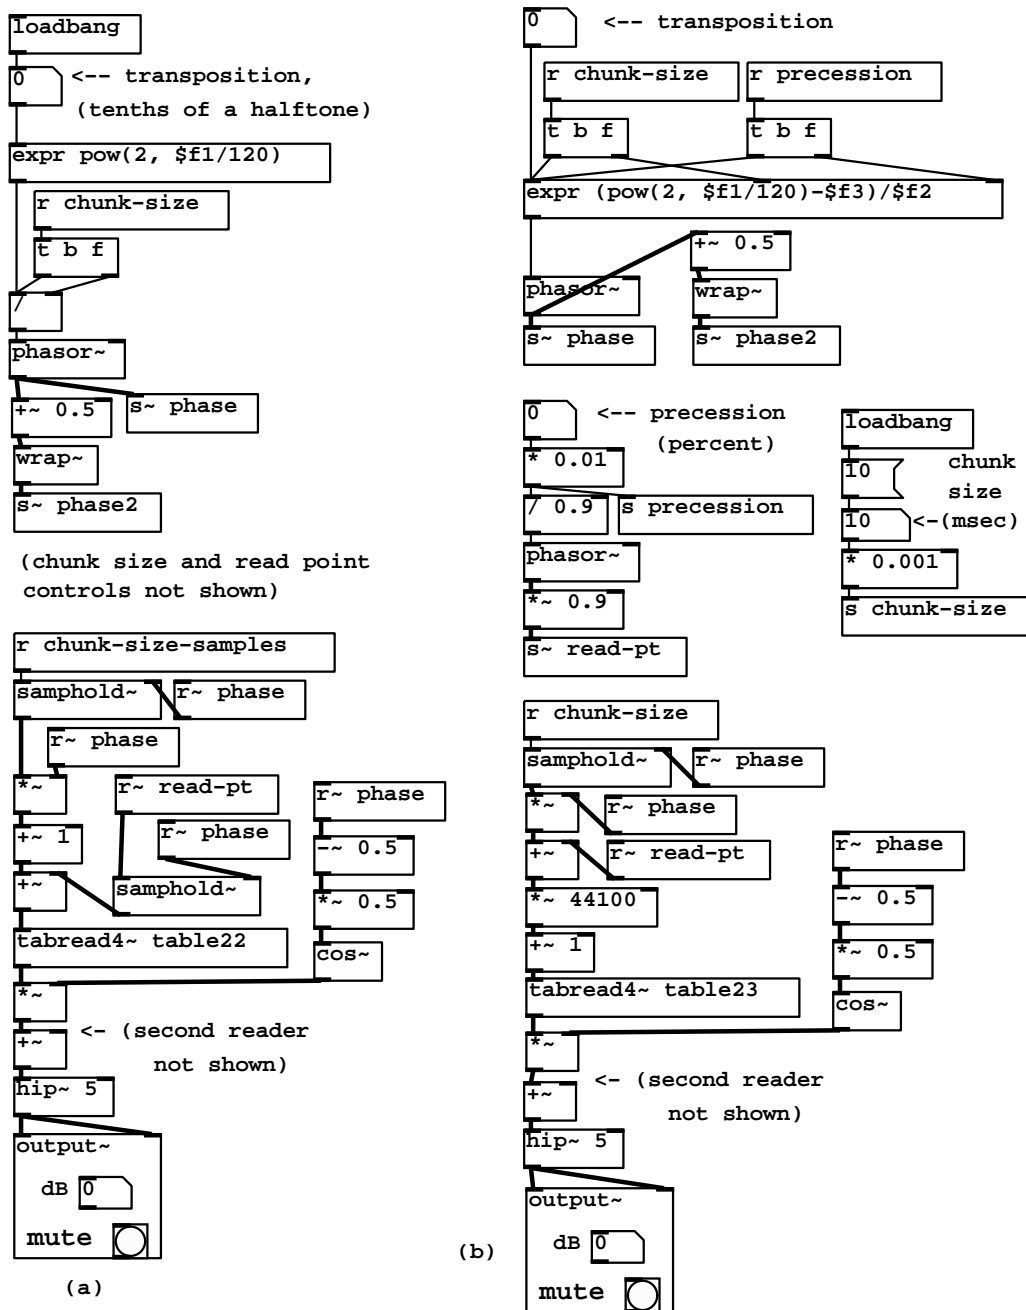 loadbang
0
<-- transposition,
(tenths of a halftone)
expr pow(2, $f1/120)
r chunk-size
t b f
/
phasor~
+~ 0.5
s~ phase
wrap~
s~ phase2
(chunk size and read point
controls not shown)
r chunk-size-samples
samphold~
r~ phase
r~ phase
*~
r~ read-pt
r~ phase
+~ 1
r~ phase
-~ 0.5
+~
samphold~
*~ 0.5
tabread4~ table22
cos~
*~
+~
<- (second reader
not shown)
hip~ 5
output~
dB 0
mute
(a)
0
<-- transposition
r chunk-size
r precession
t b f
t b f
expr (pow(2, $f1/120)-$f3)/$f2
+~ 0.5
phasor~
wrap~
s~ phase
s~ phase2
0
<-- precession
(percent)
* 0.01
/ 0.9
s precession
phasor~
*~ 0.9
s~ read-pt
loadbang
10
chunk
size
10
<-(msec)
* 0.001
s chunk-size
r chunk-size
samphold~
r~ phase
*~
r~ phase
+~
r~ read-pt
r~ phase
*~ 44100
-~ 0.5
+~ 1
*~ 0.5
tabread4~ table23
cos~
*~
<- (second reader
not shown)
+~
hip~ 5
output~
dB 0
mute
(b)